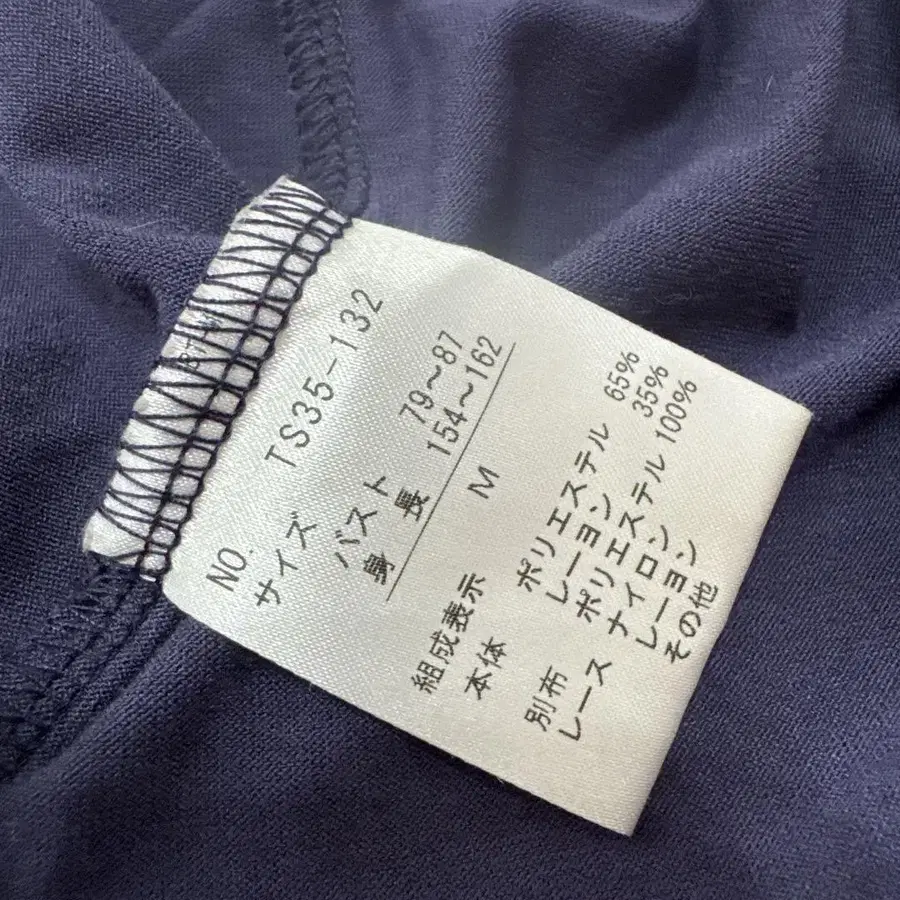 NO. TS35-132
サイズ
バスト 79～87
身長 154～162
M
組成表示
本体 ポリエステル 65%
レーヨン 35%
別布 ポリエステル 100%
レース ナイロン
レーヨン
その他